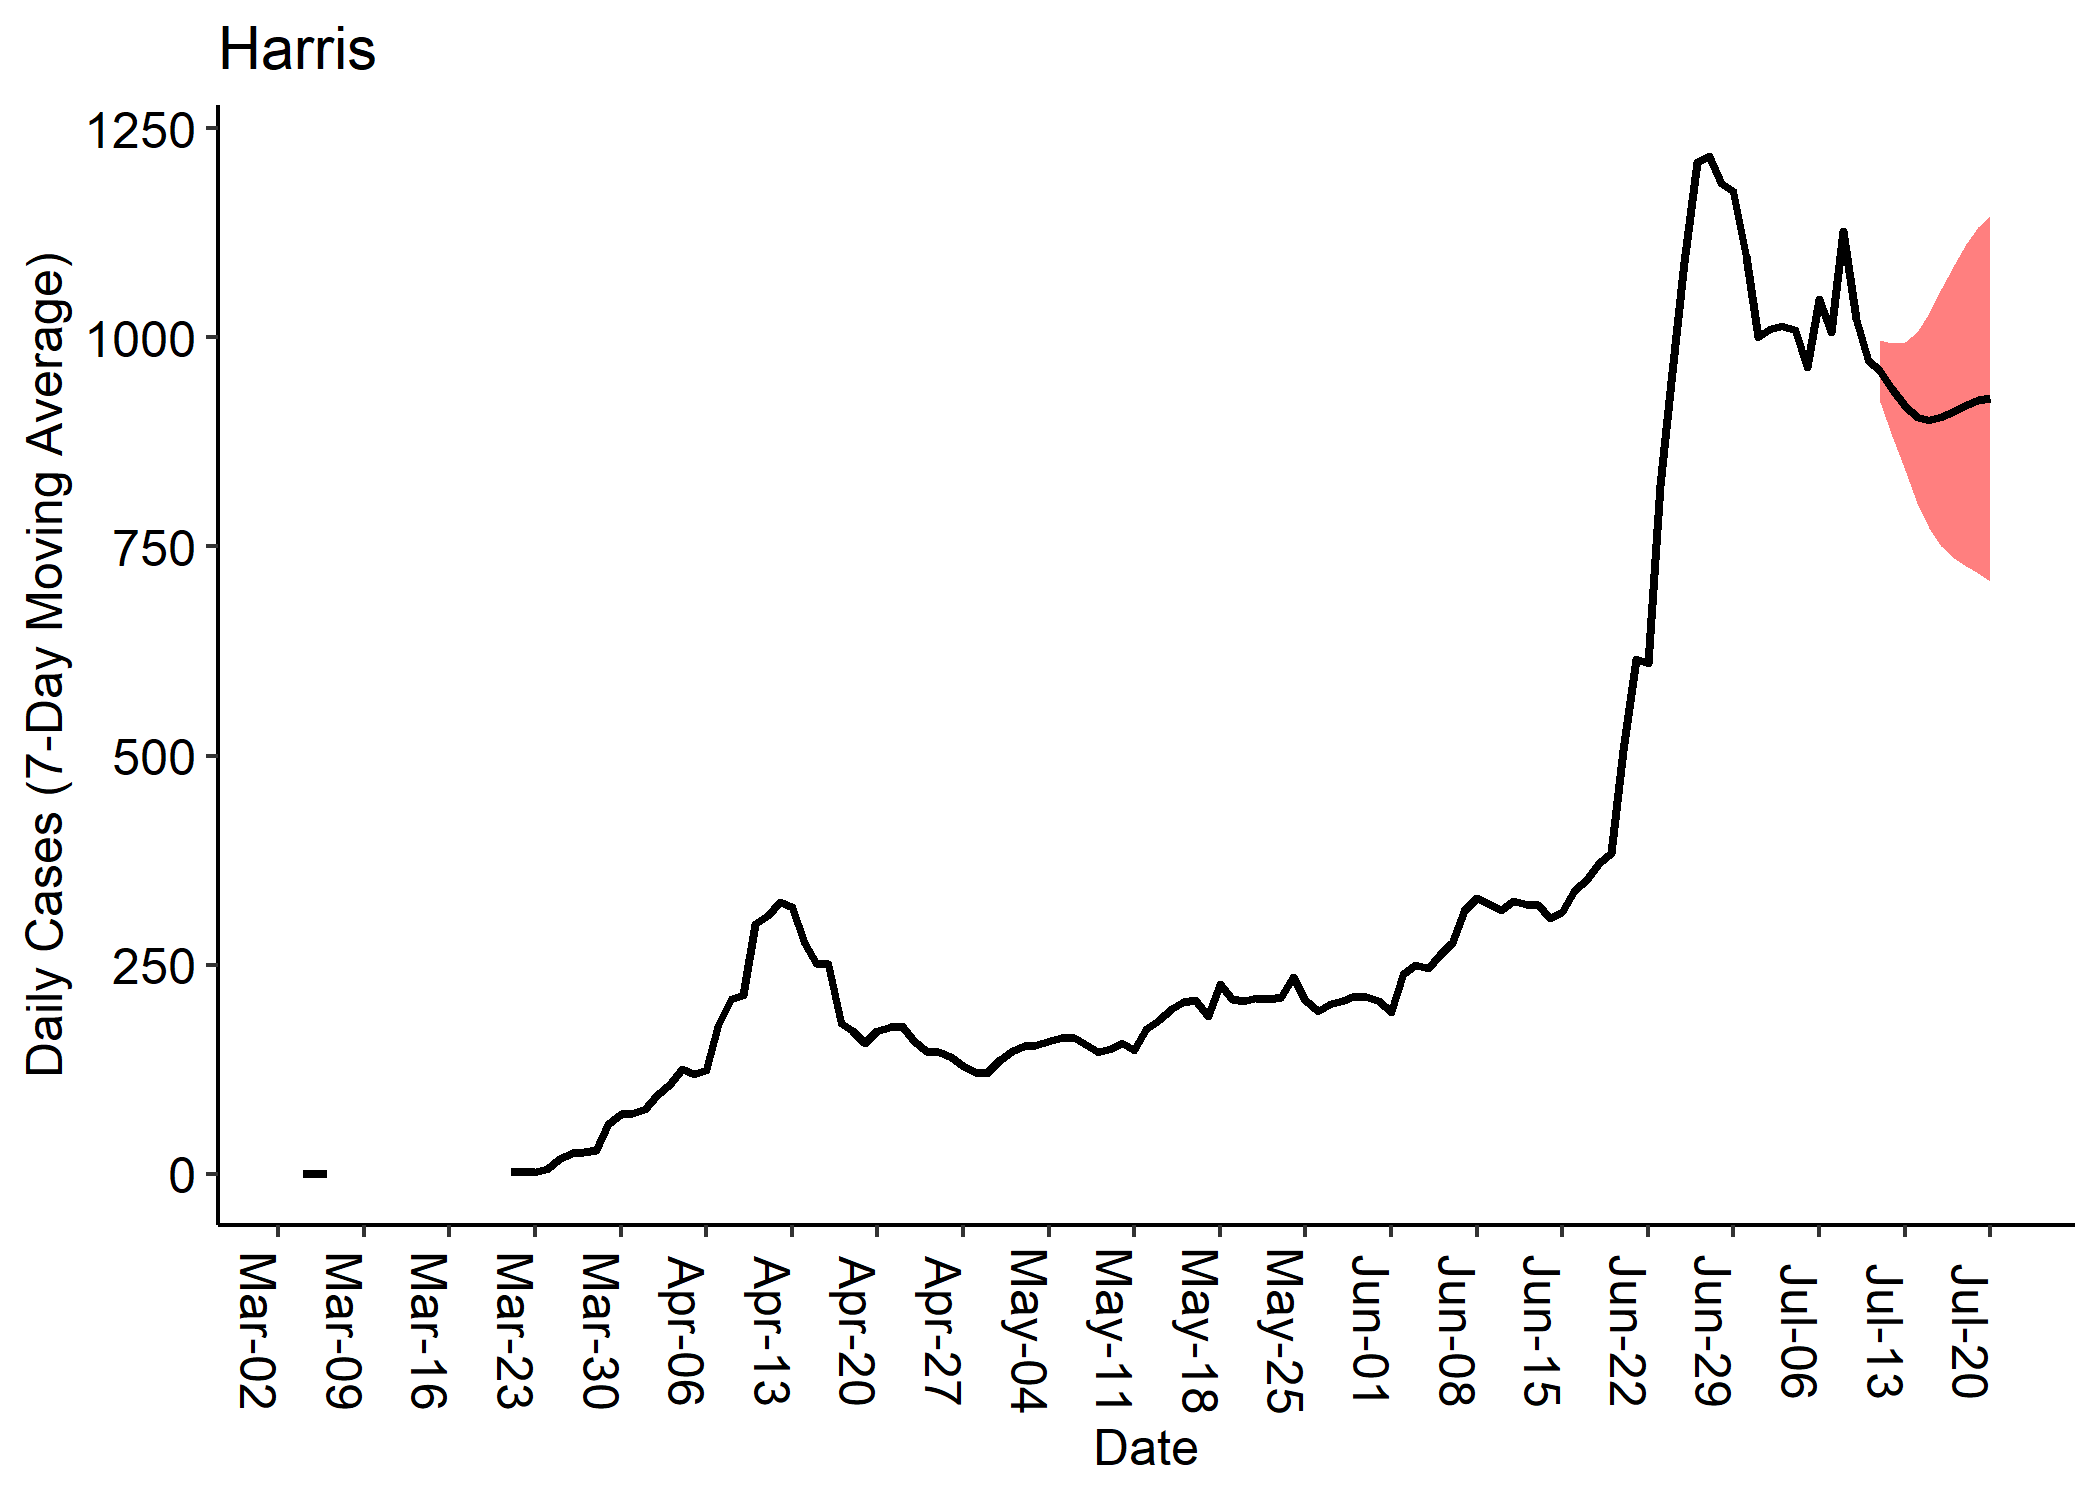 Harris
Daily Cases (7-Day Moving Average)
1250
1000
750
500
250
0
Mar-02
Mar-09
Mar-16
Mar-23
Mar-30
Apr-06
Apr-13
Apr-20
Apr-27
May-04
May-11
May-18
May-25
Jun-01
Jun-08
Jun-15
Jun-22
Jun-29
Jul-06
Jul-13
Jul-20
Date